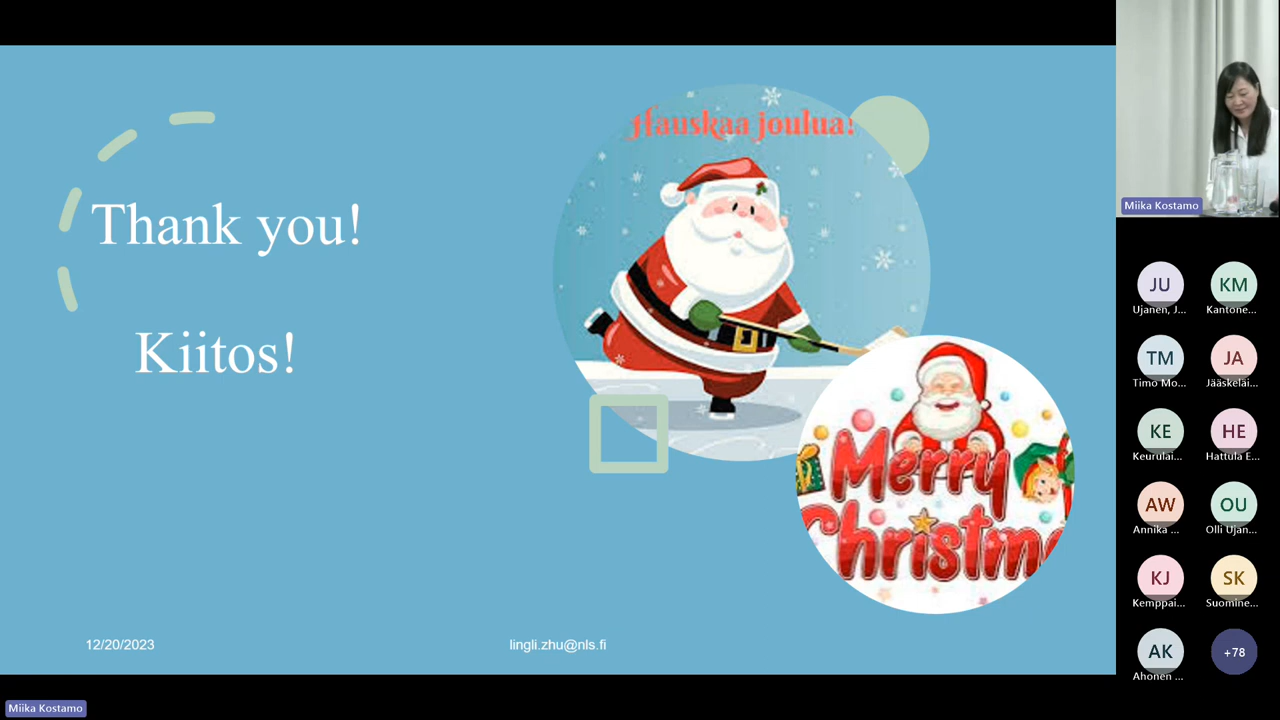 Hauskaa joulua!
Thank you!
Kiitos!
Merry
Christm
12/20/2023
lingli.zhu@nls.fi
Miika Kostamo
Miika Kostamo
JU
KM
Ujanen, J...
Kantone...
TM
JA
Timo Mo...
Jääskeläi...
KE
HE
Keurulai...
Hattula E...
AW
OU
Annika ...
Olli Ujan...
KJ
SK
Kemppai...
Suomine...
AK
+78
Ahonen ...